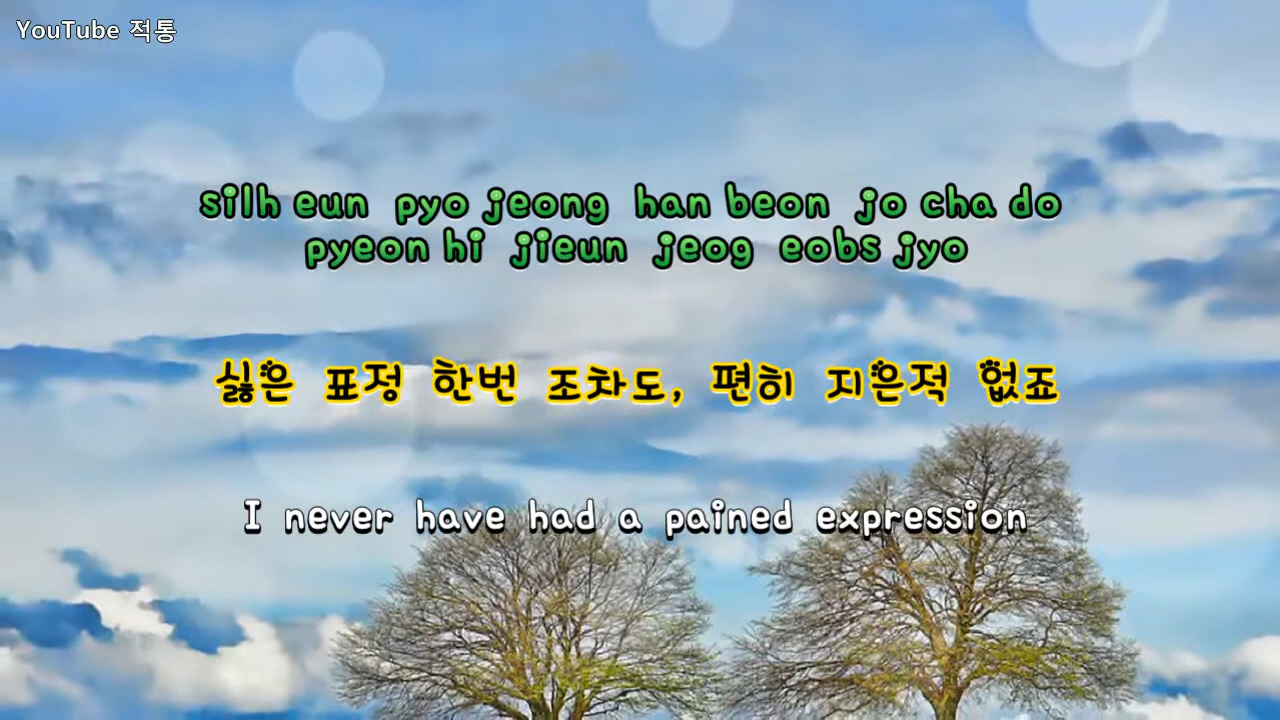 YouTube 적통
silh eun pyo jeong han beon jo cha do
pyeon hi jieun jeog eobs jyo
싫은 표정 한번 조차도, 편히 지은적 없죠
I never have had a pained expression